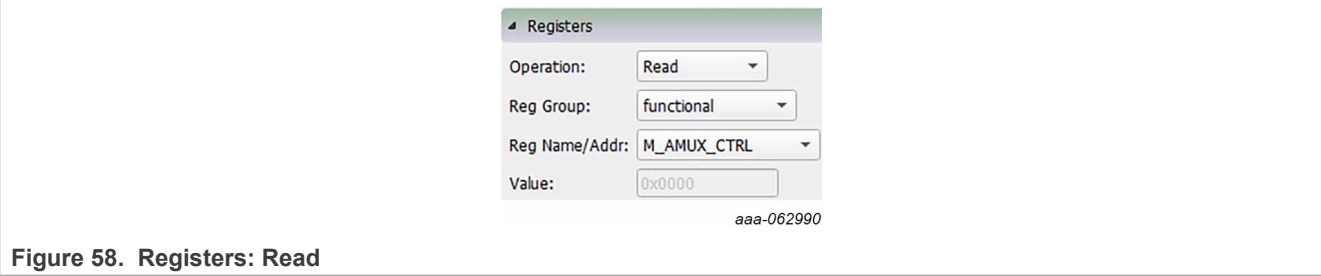 Registers
Operation: Read
Reg Group: functional
Reg Name/Addr: M_AMUX_CTRL
Value: 0x0000
aaa-062990
Figure 58. Registers: Read